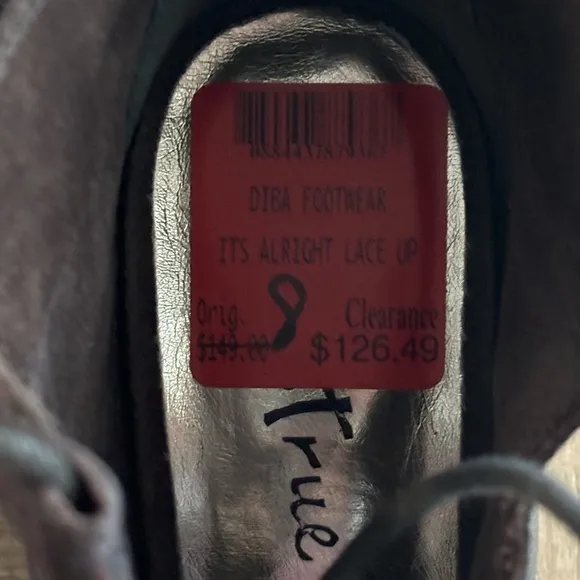 DIBA FOOTWEAR
ITS ALRIGHT LACE UP
8
Orig. Clearance
$149.00 $126.49
True